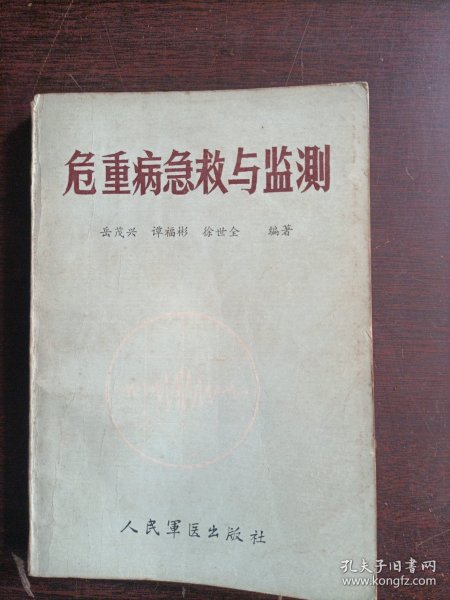 危重病急救与监测
岳茂兴 谭福彬 徐世全 编著
人民軍医出版社
孔夫子旧书网
www.kongfz.com